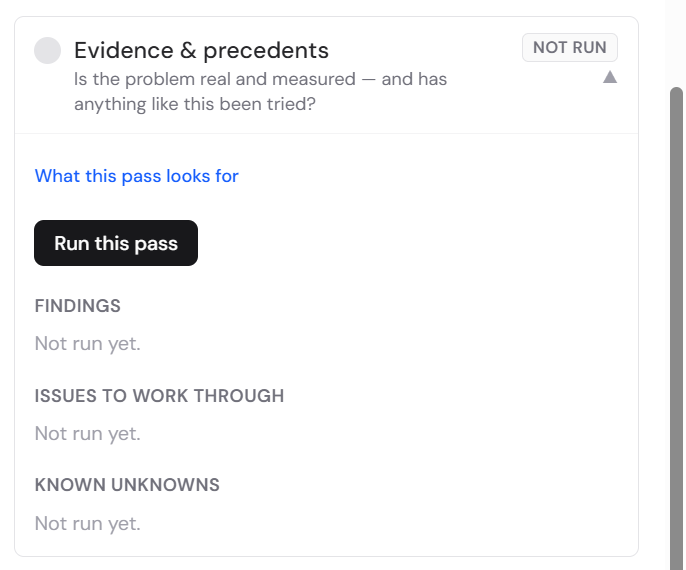 Evidence & precedents
NOT RUN
Is the problem real and measured — and has
anything like this been tried?
What this pass looks for
Run this pass
FINDINGS
Not run yet.
ISSUES TO WORK THROUGH
Not run yet.
KNOWN UNKNOWNS
Not run yet.